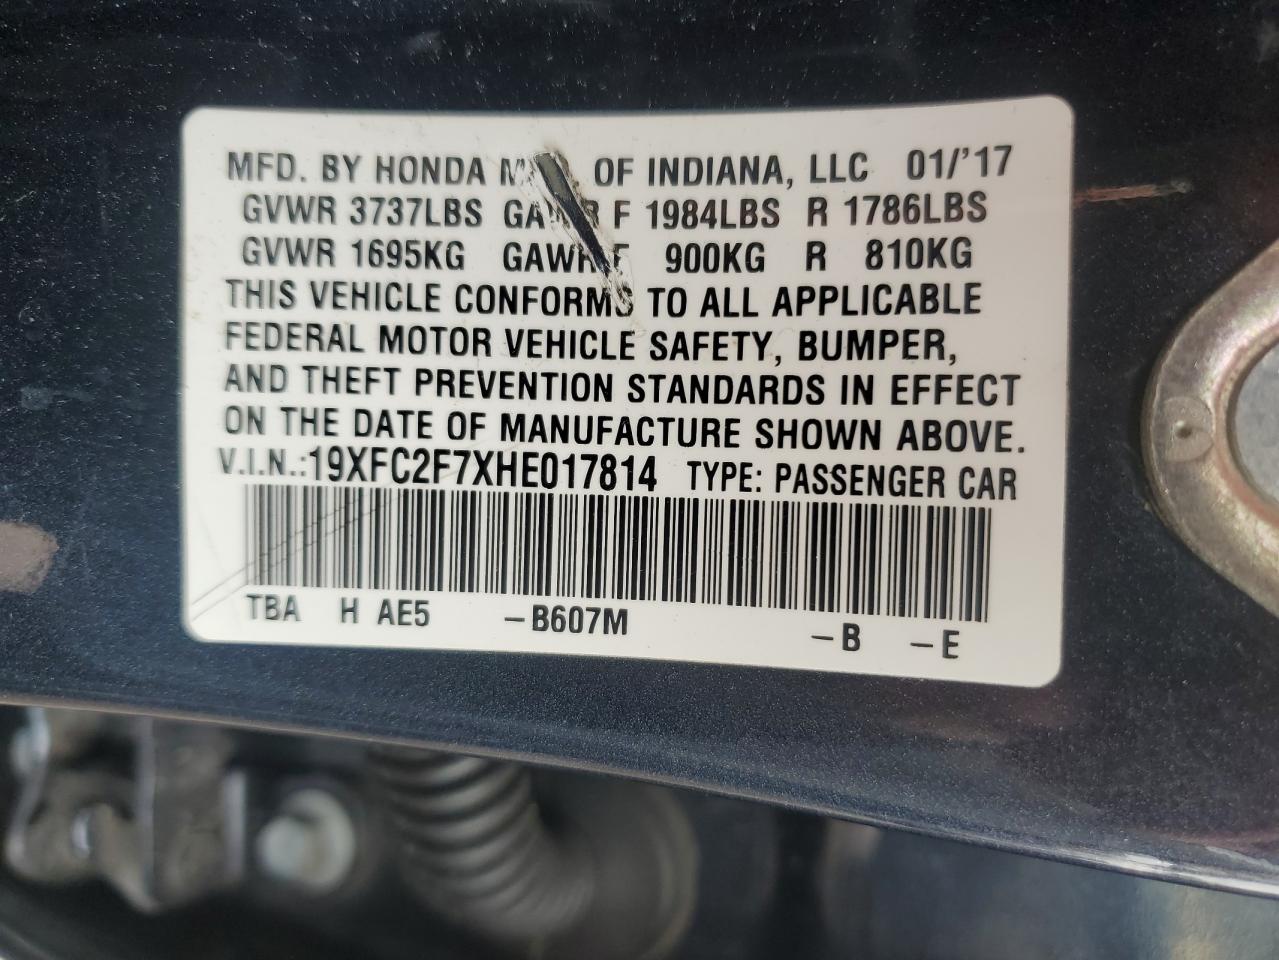 MFD. BY HONDA OF INDIANA, LLC 01/'17
GVWR 3737LBS GAWR F 1984LBS R 1786LBS
GVWR 1695KG GAWR F 900KG R 810KG
THIS VEHICLE CONFORMS TO ALL APPLICABLE
FEDERAL MOTOR VEHICLE SAFETY, BUMPER,
AND THEFT PREVENTION STANDARDS IN EFFECT
ON THE DATE OF MANUFACTURE SHOWN ABOVE.
V.I.N.:19XFC2F7XHE017814 TYPE: PASSENGER CAR
TBA H AE5 –B607M –B –E